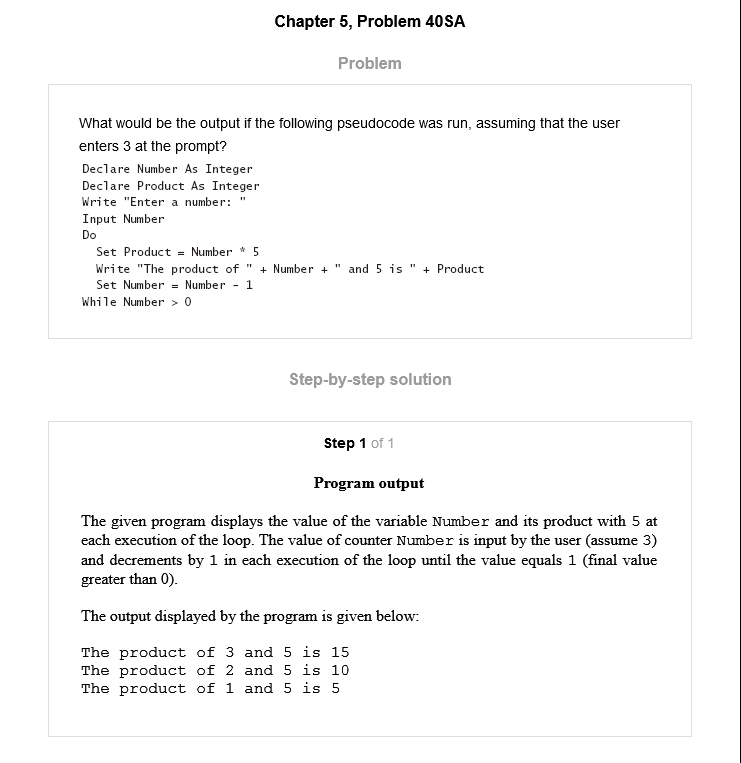 Chapter 5, Problem 40SA
Problem
What would be the output if the following pseudocode was run, assuming that the user
enters 3 at the prompt?
Declare Number As Integer
Declare Product As Integer
Write "Enter a number: "
Input Number
Do
Set Product = Number * 5
Write "The product of " + Number + " and 5 is " + Product
Set Number = Number - 1
While Number > 0
Step-by-step solution
Step 1 of 1
Program output
The given program displays the value of the variable Number and its product with 5 at
each execution of the loop. The value of counter Number is input by the user (assume 3)
and decrements by 1 in each execution of the loop until the value equals 1 (final value
greater than 0).
The output displayed by the program is given below:
The product of 3 and 5 is 15
The product of 2 and 5 is 10
The product of 1 and 5 is 5